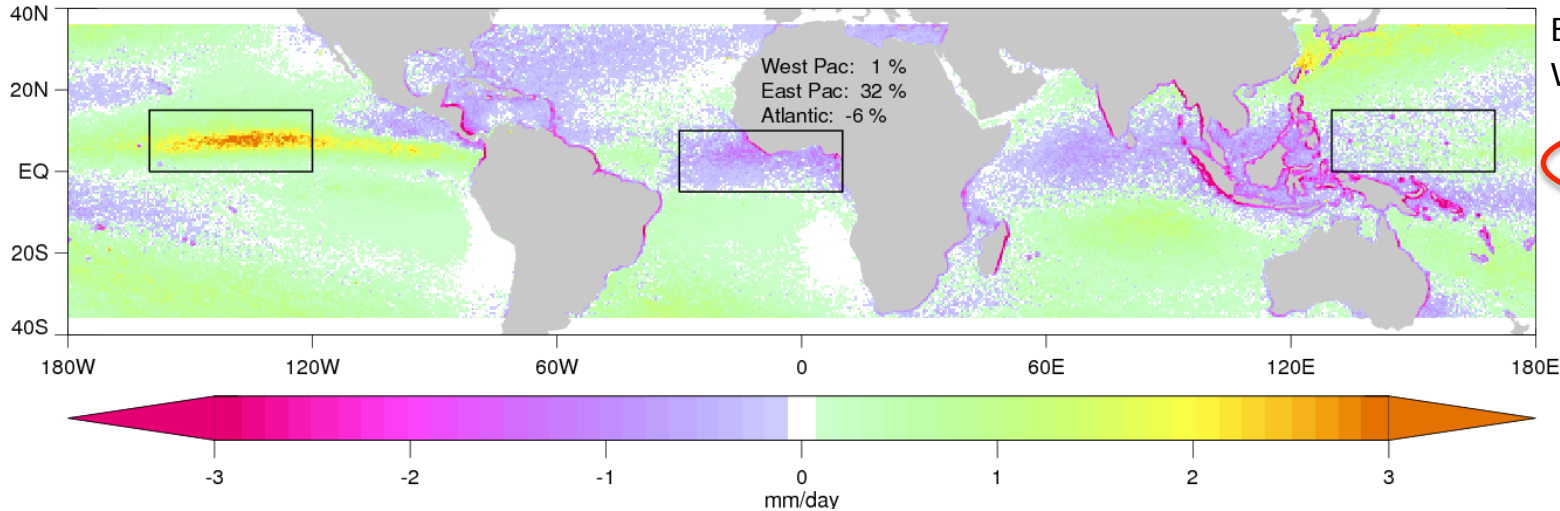 40N
20N
EQ
20S
40S
West Pac: 1 %
East Pac: 32 %
Atlantic: -6 %
180W 120W 60W 0 60E 120E 180E
-3 -2 -1 0 1 2 3
mm/day